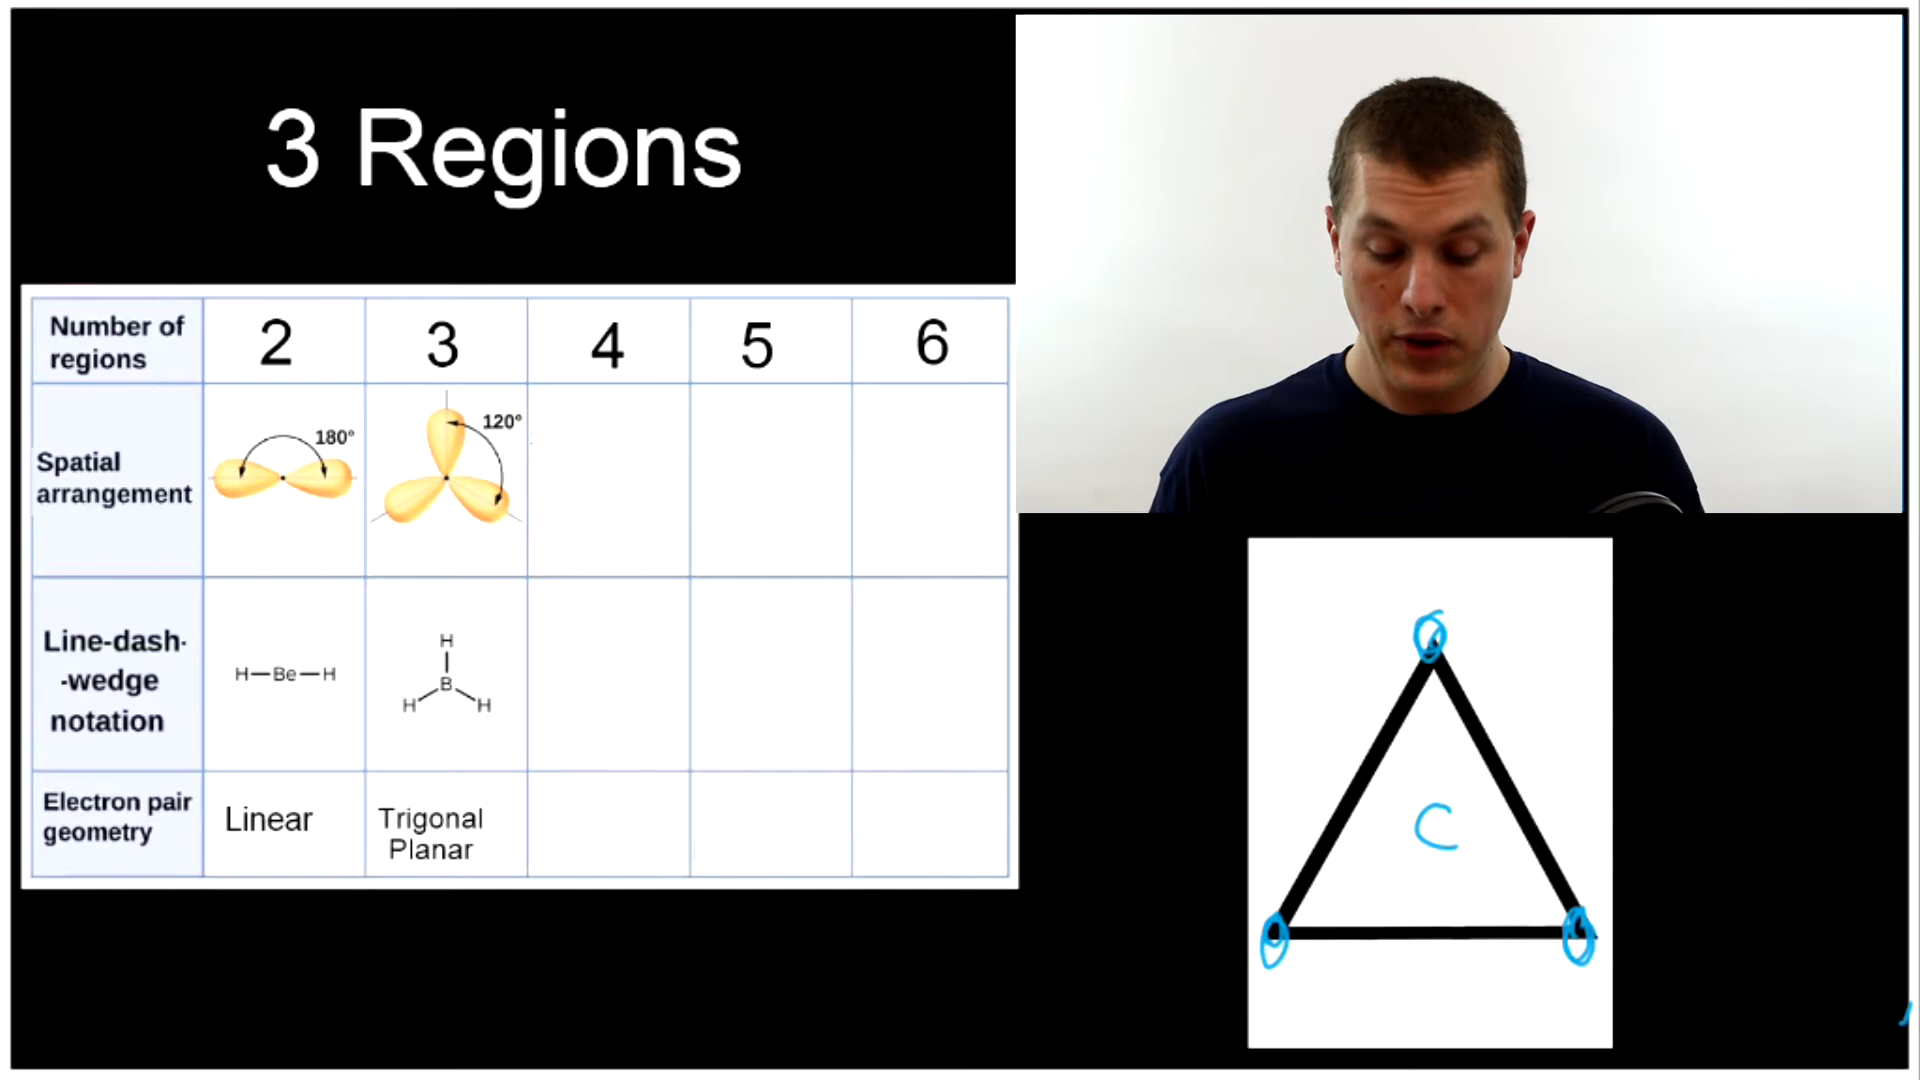 3 Regions
Number of
regions
2
3
4
5
6
Spatial
arrangement
180°
120°
Line-dash-
-wedge
notation
H—Be—H
H
B
H
H
Electron pair
geometry
Linear
Trigonal
Planar
C